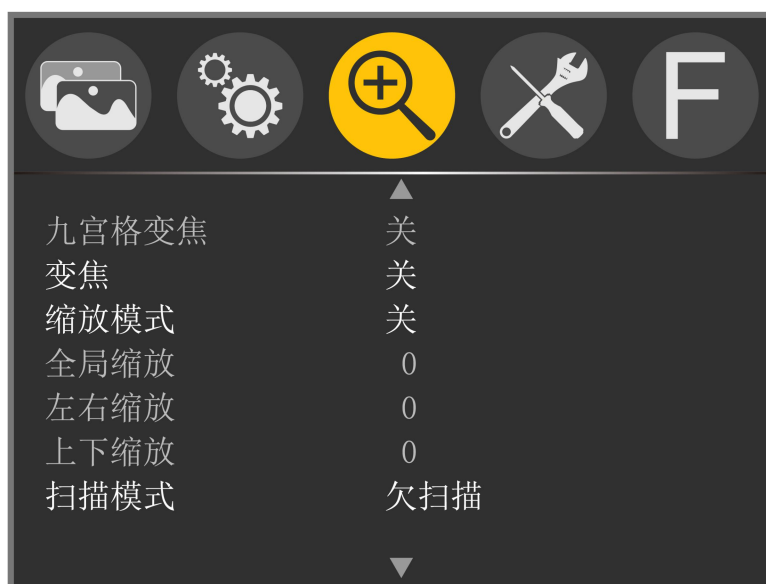 F
九宫格变焦 关
变焦 关
缩放模式 关
全局缩放 0
左右缩放 0
上下缩放 0
扫描模式 欠扫描